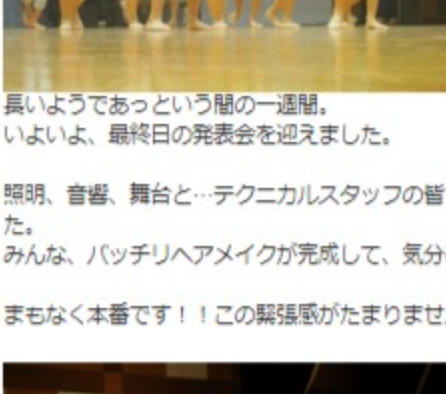 長いようであっという間の一週間。
いよいよ、最終日の発表会を迎えました。
照明、音響、舞台と…テクニカルスタッフの皆
た。
みんな、バッチリヘアメイクが完成して、気分
まもなく本番です！！この緊張感がたまりませ